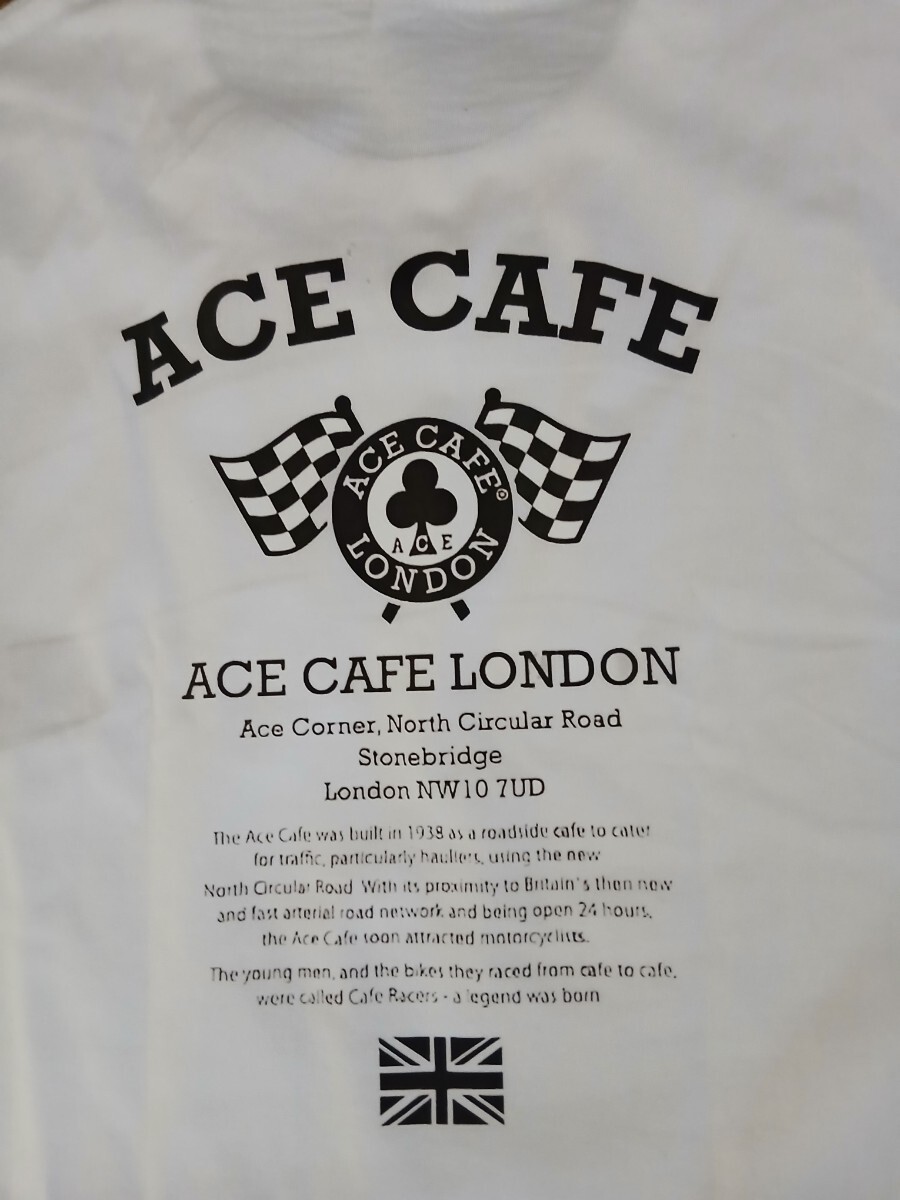 ACE CAFE
ACE CAFE®
ACE
LONDON
ACE CAFE LONDON
Ace Corner, North Circular Road
Stonebridge
London NW10 7UD
The Ace Cafe was built in 1938 as a roadside cafe to cater
for traffic, particularly hauliers, using the new
North Circular Road. With its proximity to Britain's then new
and fast arterial road network and being open 24 hours,
the Ace Cafe soon attracted motorcyclists.
The young men, and the bikes they raced from cafe to cafe,
were called Cafe Racers - a legend was born